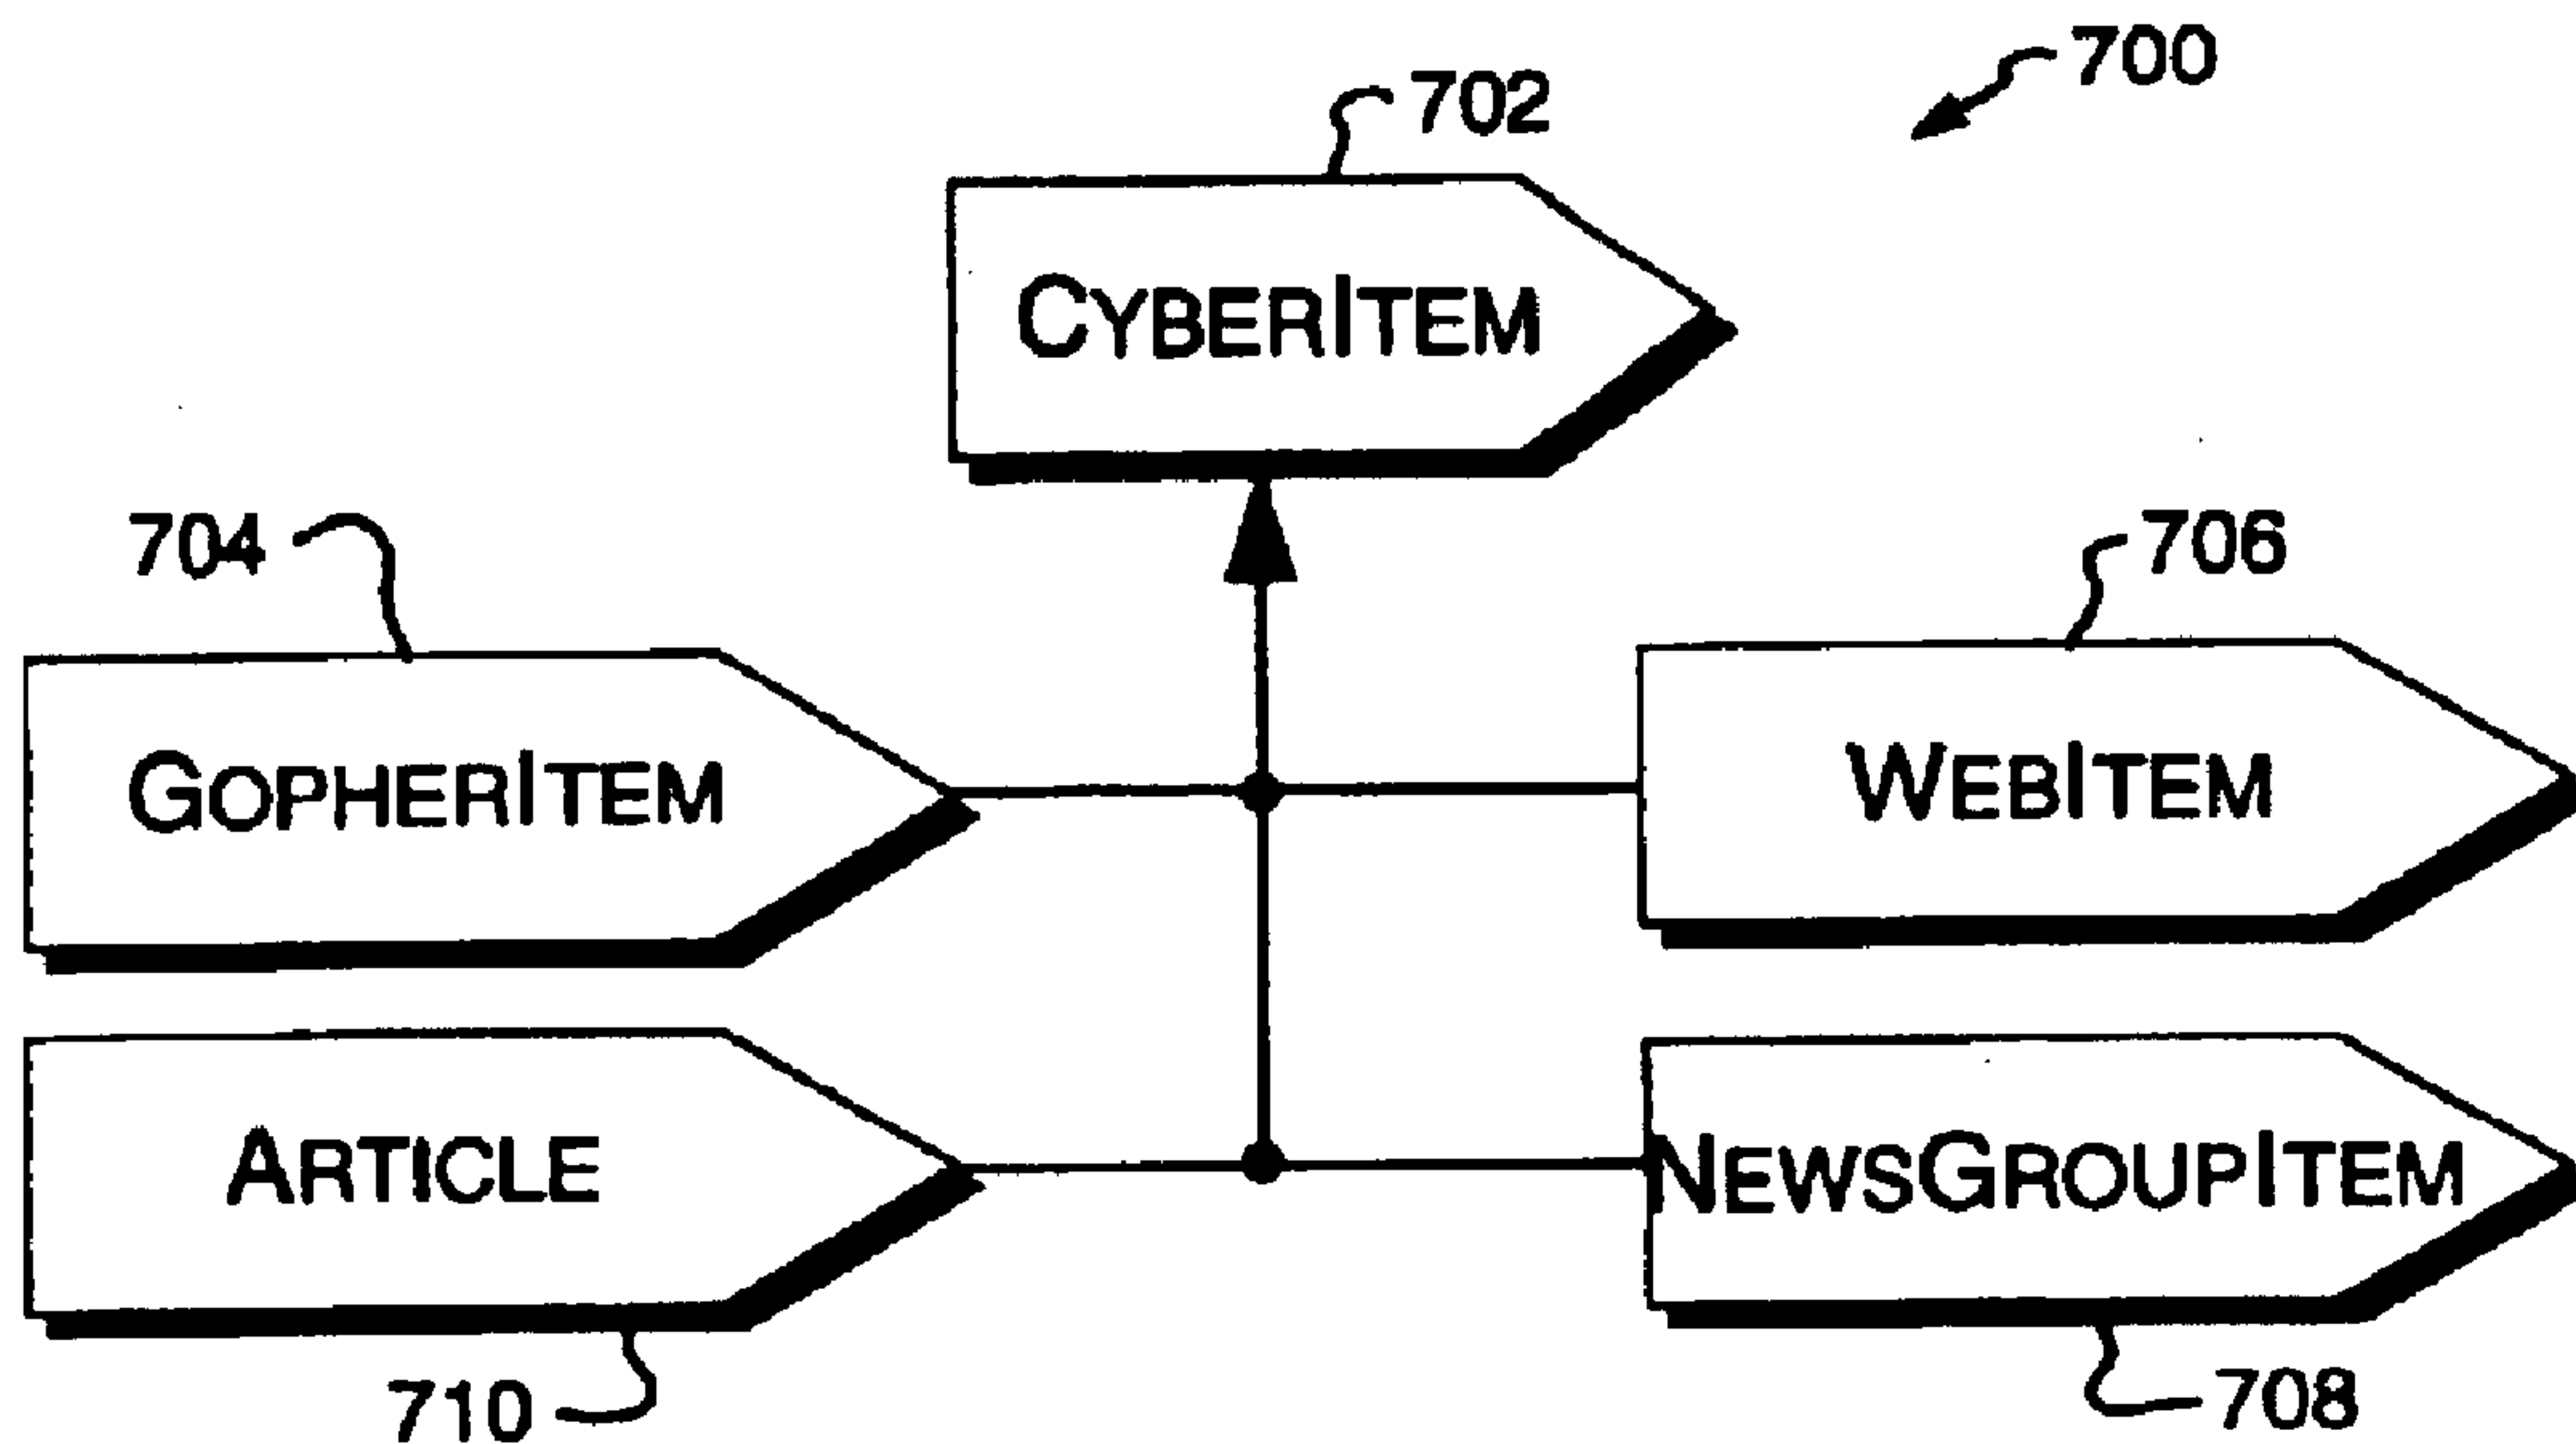 700
702
CYBERITEM
704
706
GOPHERITEM
WEBITEM
ARTICLE
NEWSGROUPITEM
710
708